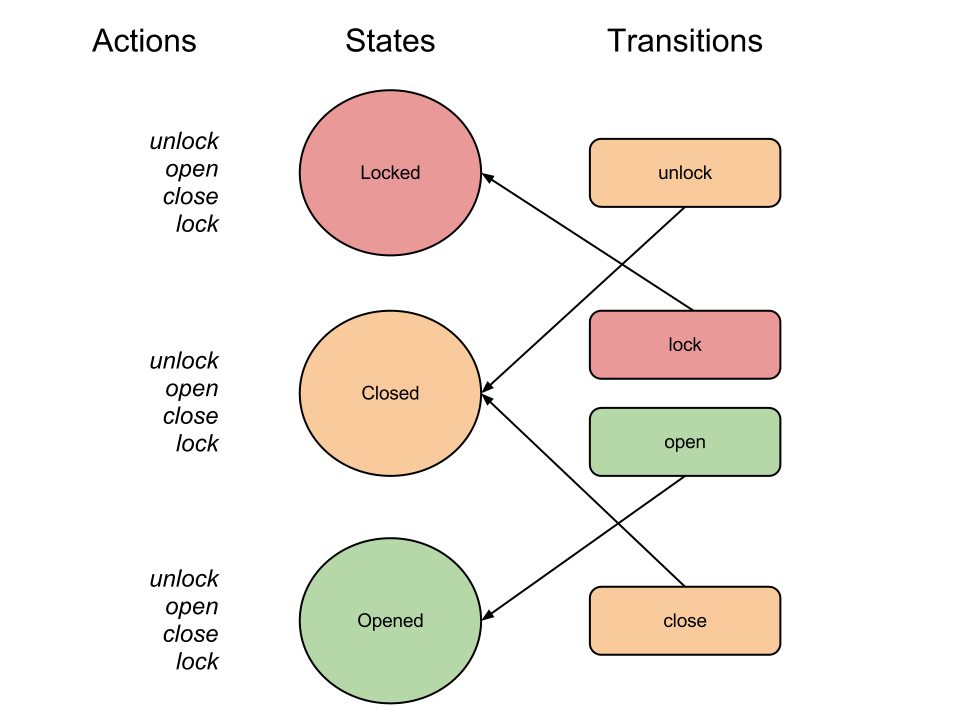 Actions
States
Transitions
unlock
open
close
lock
Locked
unlock
unlock
open
close
lock
Closed
lock
open
unlock
open
close
lock
Opened
close